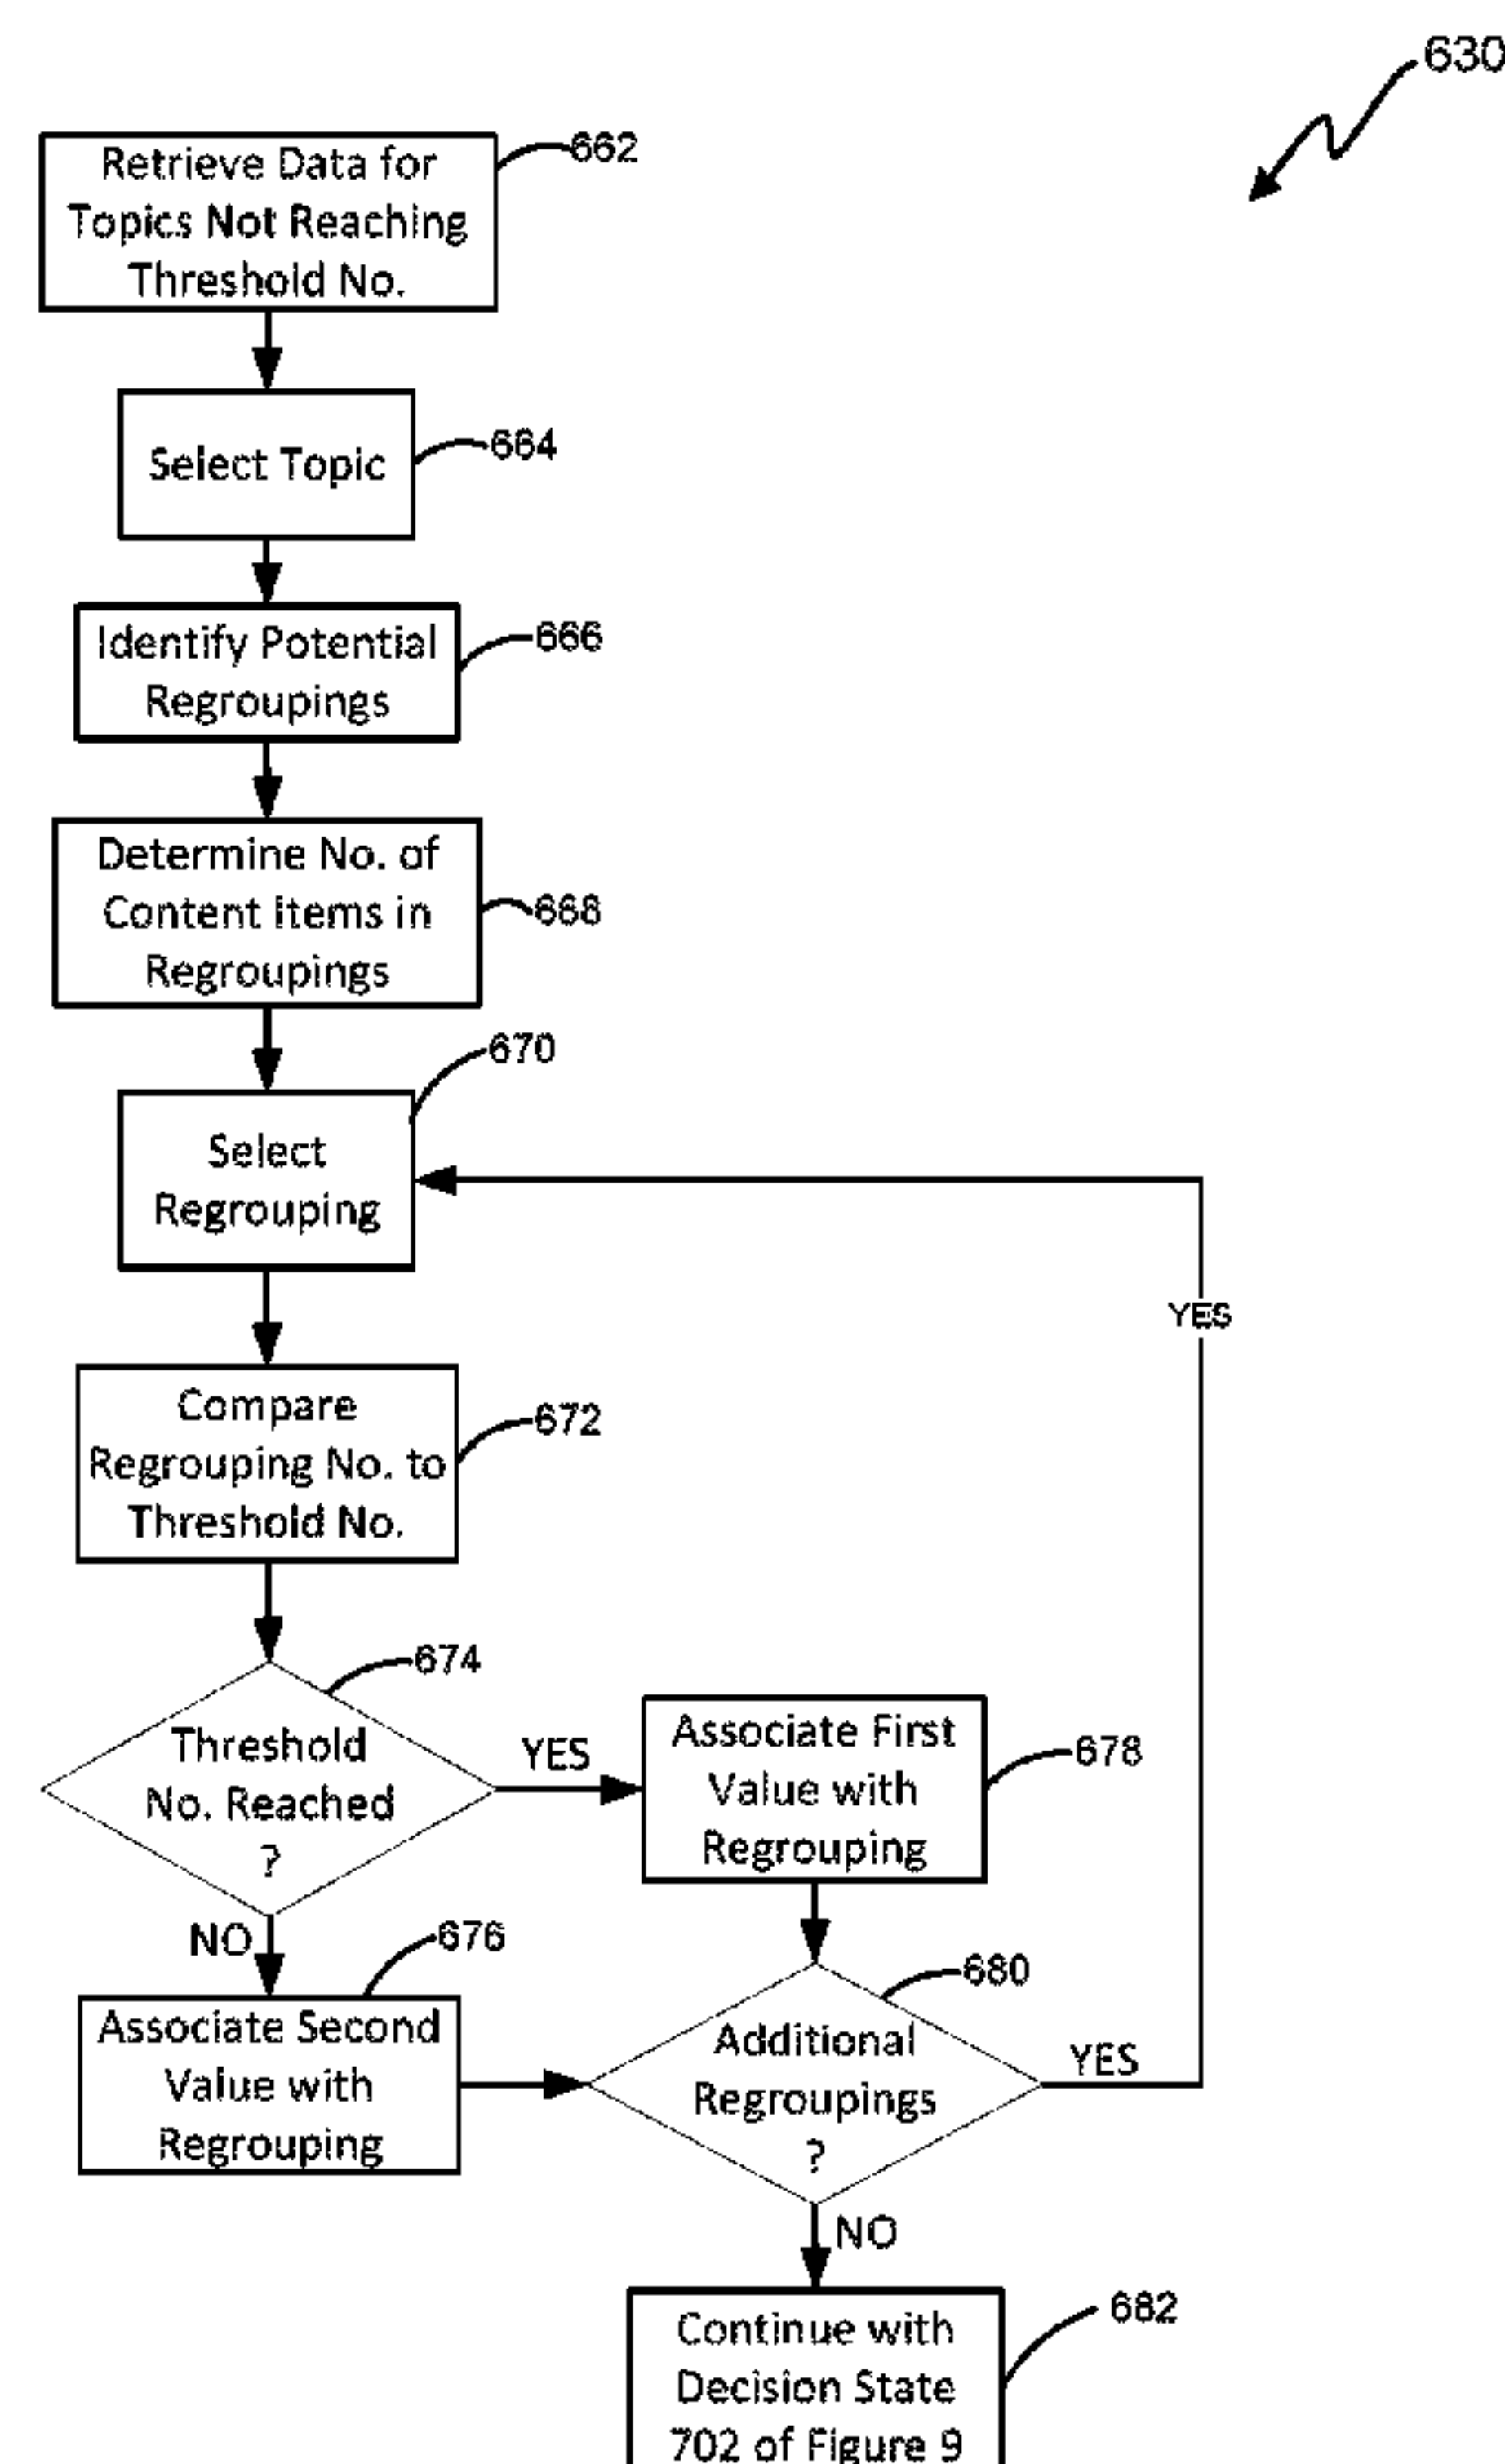 630
Retrieve Data for
Topics Not Reaching
Threshold No.
662
Select Topic
664
Identify Potential
Regroupings
666
Determine No. of
Content Items in
Regroupings
668
670
Select
Regrouping
YES
Compare
Regrouping No. to
Threshold No.
672
674
Threshold
No. Reached
?
YES
Associate First
Value with
Regrouping
678
NO
676
Associate Second
Value with
Regrouping
680
Additional
Regroupings
?
YES
NO
682
Continue with
Decision State
702 of Figure 9